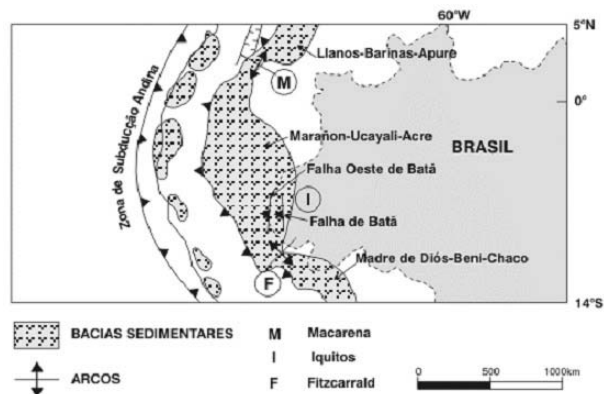 60°W
5°N
Llanos-Barinas-Apure
M
0°
Zona de Subducção Andina
Marañon-Ucayali-Acre
BRASIL
Falha Oeste de Batã
I
Falha de Batã
Madre de Diós-Beni-Chaco
F
14°S
BACIAS SEDIMENTARES
M Macarena
I Iquitos
ARCOS
F Fitzcarrald
0 500 1000km